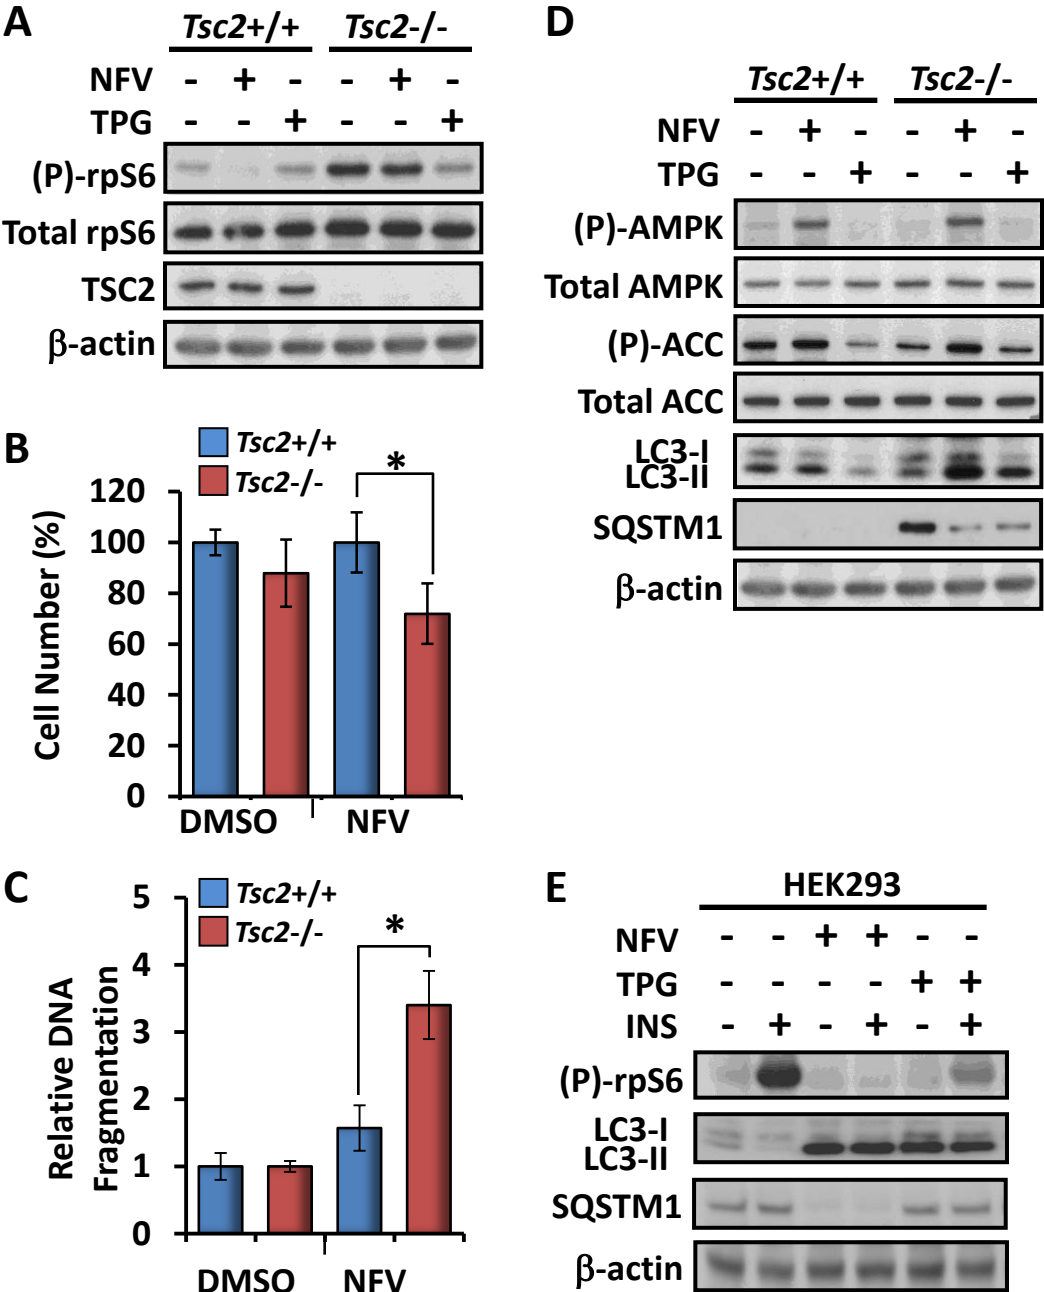 A
Tsc2+/+ Tsc2-/-
NFV - + - - + -
TPG - - + - - +
(P)-rpS6
Total rpS6
TSC2
β-actin
B
Tsc2+/+
Tsc2-/-
*
Cell Number (%)
120
100
80
60
40
20
0
DMSO NFV
C
Tsc2+/+
Tsc2-/-
*
Relative DNA
Fragmentation
5
4
3
2
1
0
DMSO NFV
D
Tsc2+/+ Tsc2-/-
NFV - + - - + -
TPG - - + - - +
(P)-AMPK
Total AMPK
(P)-ACC
Total ACC
LC3-I
LC3-II
SQSTM1
β-actin
E
HEK293
NFV - - + + - -
TPG - - - - + +
INS - + - + - +
(P)-rpS6
LC3-I
LC3-II
SQSTM1
β-actin